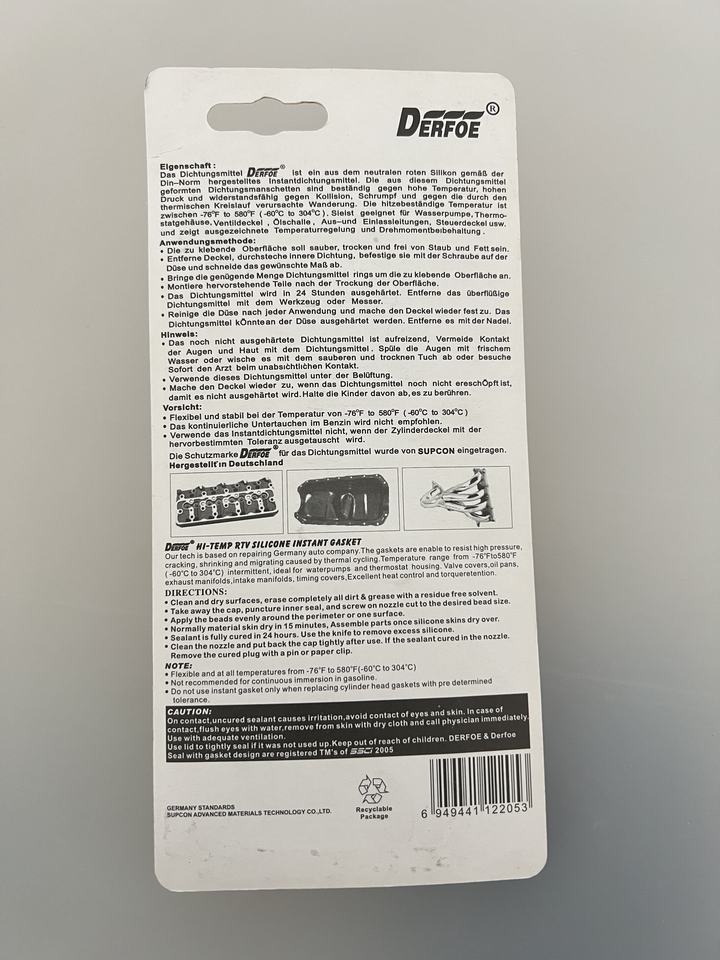 DERFOE®
Eigenschaft :
Das Dichtungsmittel DERFOE® ist ein aus dem neutralen roten Silikon gemäß der
Din-Norm hergestelltes Instantdichtungsmittel. Die aus diesem Dichtungsmittel
geformten Dichtungsmanschetten sind beständig gegen hohe Temperatur, hohen
Druck und widerstandsfähig gegen Kollision, Schrumpf und gegen die durch den
thermischen Kreislauf verursachte Wanderung. Die hitzebeständige Temperatur ist
zwischen -76°F to 580°F ( -60°C to 304°C ). Sieist geeignet für Wasserpumpe, Thermo-
statgehäuse, Ventildeckel , Ölschalle , Aus-und Einlassleitungen, Steuerdeckel usw.
und zeigt ausgezeichnete Temperaturregelung und Drehmomentbeibehaltung .
Anwendungsmethode:
• Die zu klebende Oberfläche soll sauber, trocken und frei von Staub und Fett sein.
• Entferne Deckel, durchsteche innere Dichtung, befestige sie mit der Schraube auf der
Düse und schneide das gewünschte Maß ab.
• Bringe die genügende Menge Dichtungsmittel rings um die zu klebende Oberfläche an.
• Montiere hervorstehende Teile nach der Trockung der Oberfläche.
• Das Dichtungsmittel wird in 24 Stunden ausgehärtet. Entferne das überflüßige
Dichtungsmittel mit dem Werkzeug oder Messer.
• Reinige die Düse nach jeder Anwendung und mache den Deckel wieder fest zu. Das
Dichtungsmittel kÖnntean der Düse ausgehärtet werden. Entferne es mit der Nadel.
Hinweis:
• Das noch nicht ausgehärtete Dichtungsmittel ist aufreizend, Vermeide Kontakt
der Augen und Haut mit dem Dichtungsmittel . Spüle die Augen mit frischem
Wasser oder wische es mit dem sauberen und trocknen Tuch ab oder besuche
Sofort den Arzt beim unabsichtlichen Kontakt.
• Verwende dieses Dichtungsmittel unter der Belüftung.
• Mache den Deckel wieder zu, wenn das Dichtungsmittel noch nicht ereschÖpft ist,
damit es nicht ausgehärtet wird. Halte die Kinder davon ab, es zu berühren.
Vorsicht:
• Flexibel und stabil bei der Temperatur von -76°F to 580°F ( -60°C to 304°C )
• Das kontinuierliche Untertauchen im Benzin wird nicht empfohlen.
• Verwende das Instantdichtungsmittel nicht, wenn der Zylinderdeckel mit der
hervorbestimmten Toleranz ausgetauscht wird.
Die Schutzmarke DERFOE® für das Dichtungsmittel wurde von SUPCON eingetragen.
Hergestellt in Deutschland
DERFOE® HI-TEMP RTV SILICONE INSTANT GASKET
Our tech is based on repairing Germany auto company.The gaskets are enable to resist high pressure,
cracking, shrinking and migrating caused by thermal cycling.Temperature range from -76°Fto580°F
( -60°C to 304°C ) intermittent, ideal for waterpumps and thermostat housing. Valve covers,oil pans,
exhaust manifolds,intake manifolds, timing covers,Excellent heat control and torqueretention.
DIRECTIONS:
• Clean and dry surfaces, erase completely all dirt & grease with a residue free solvent.
• Take away the cap, puncture inner seal, and screw on nozzle cut to the desired bead size.
• Apply the beads evenly around the perimeter or one surface.
• Normally material skin dry in 15 minutes, Assemble parts once silicone skins dry over.
• Sealant is fully cured in 24 hours. Use the knife to remove excess silicone.
• Clean the nozzle and put back the cap tightly after use. If the sealant cured in the nozzle.
Remove the cured plug with a pin or paper clip.
NOTE:
• Flexible and at all temperatures from -76°F to 580°F(-60°C to 304°C )
• Not recommended for continuous immersion in gasoline.
• Do not use instant gasket only when replacing cylinder head gaskets with pre determined
tolerance.
CAUTION:
On contact,uncured sealant causes irritation,avoid contact of eyes and skin. In case of
contact,flush eyes with water,remove from skin with dry cloth and call physician immediately.
Use with adequate ventilation.
Use lid to tightly seal if it was not used up.Keep out of reach of children. DERFOE & Derfoe
Seal with gasket design are registered TM's of SSCI 2005
GERMANY STANDARDS
SUPCON ADVANCED MATERIALS TECHNOLOGY CO.,LTD.
Recyclable
Package
6 949441 122053